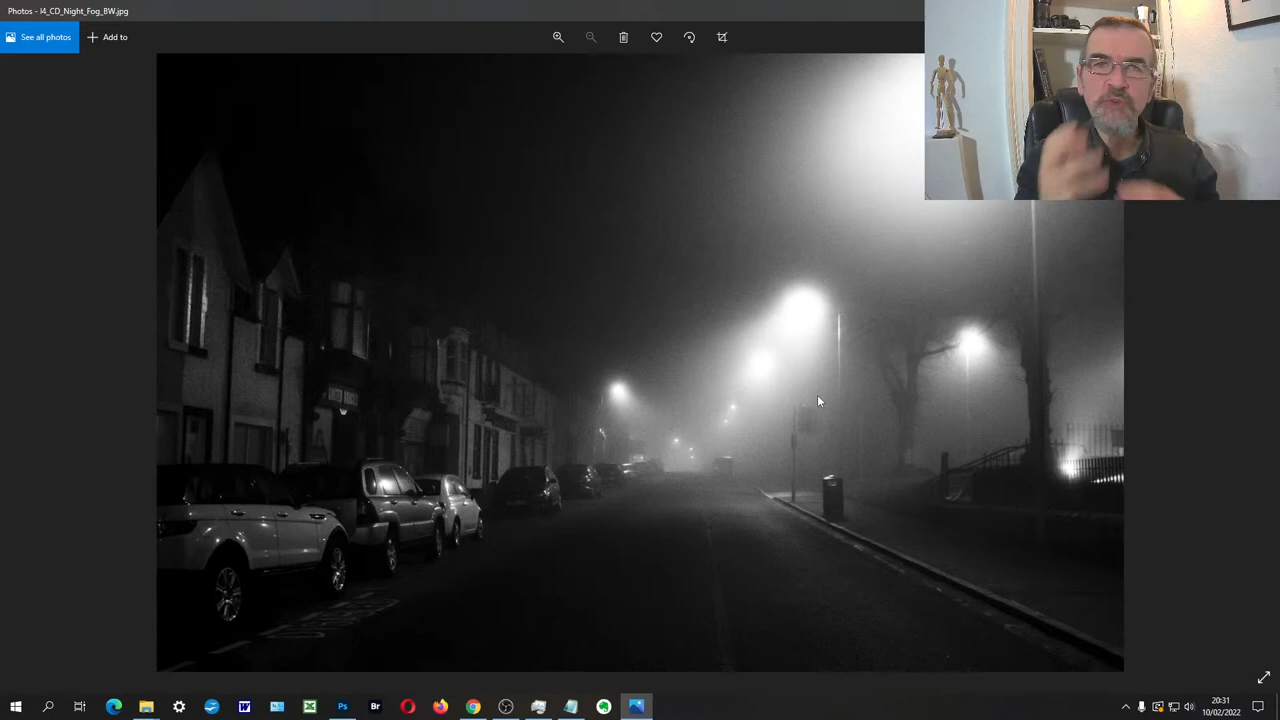 Photos - I4_CD_Night_Fog_BW.jpg
See all photos
Add to
20:31
10/02/2022